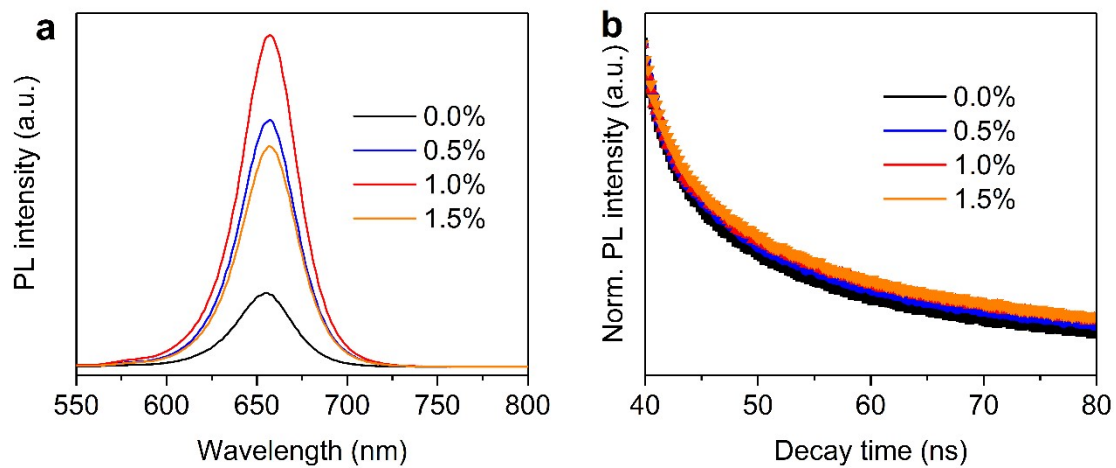 a
PL intensity (a.u.)
0.0%
0.5%
1.0%
1.5%
550 600 650 700 750 800
Wavelength (nm)
b
Norm. PL intensity (a.u.)
0.0%
0.5%
1.0%
1.5%
40 50 60 70 80
Decay time (ns)